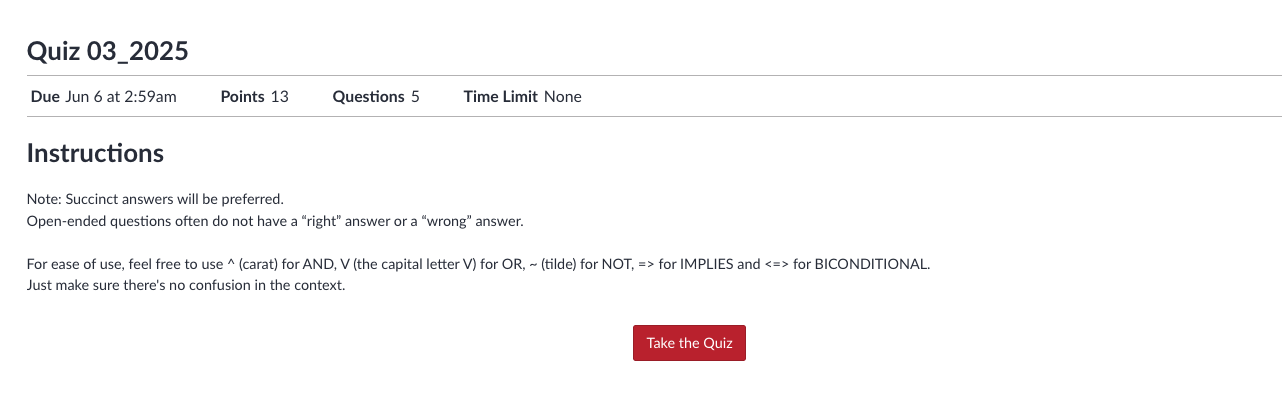 Quiz 03_2025
Due Jun 6 at 2:59am Points 13 Questions 5 Time Limit None
Instructions
Note: Succinct answers will be preferred.
Open-ended questions often do not have a “right” answer or a “wrong” answer.
For ease of use, feel free to use ^ (carat) for AND, V (the capital letter V) for OR, ~ (tilde) for NOT, => for IMPLIES and <=> for BICONDITIONAL.
Just make sure there's no confusion in the context.
Take the Quiz